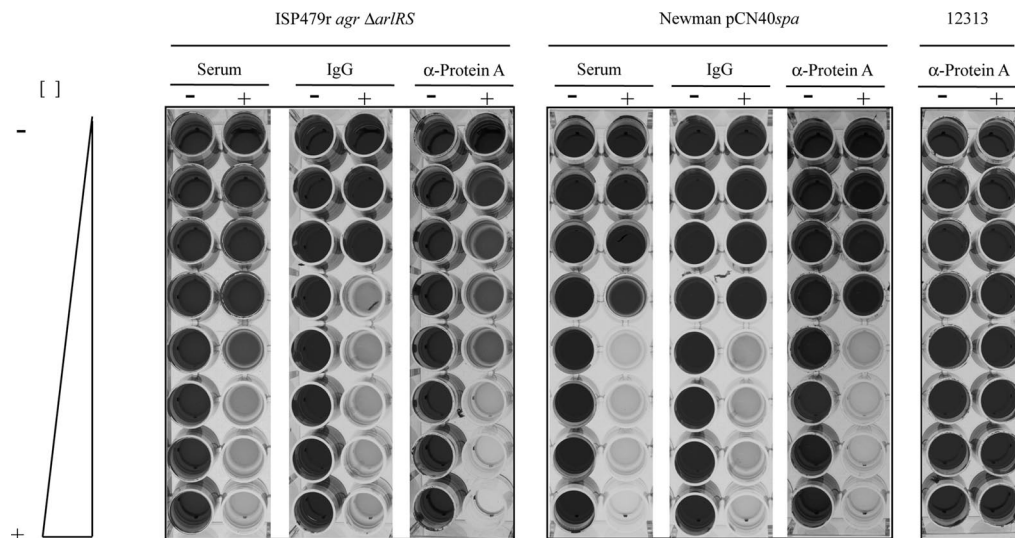 ISP479r agr ΔarlRS Newman pCN40spa 12313
Serum IgG α-Protein A Serum IgG α-Protein A α-Protein A
[ ] - + - + - + - + - + - + - +
-
+